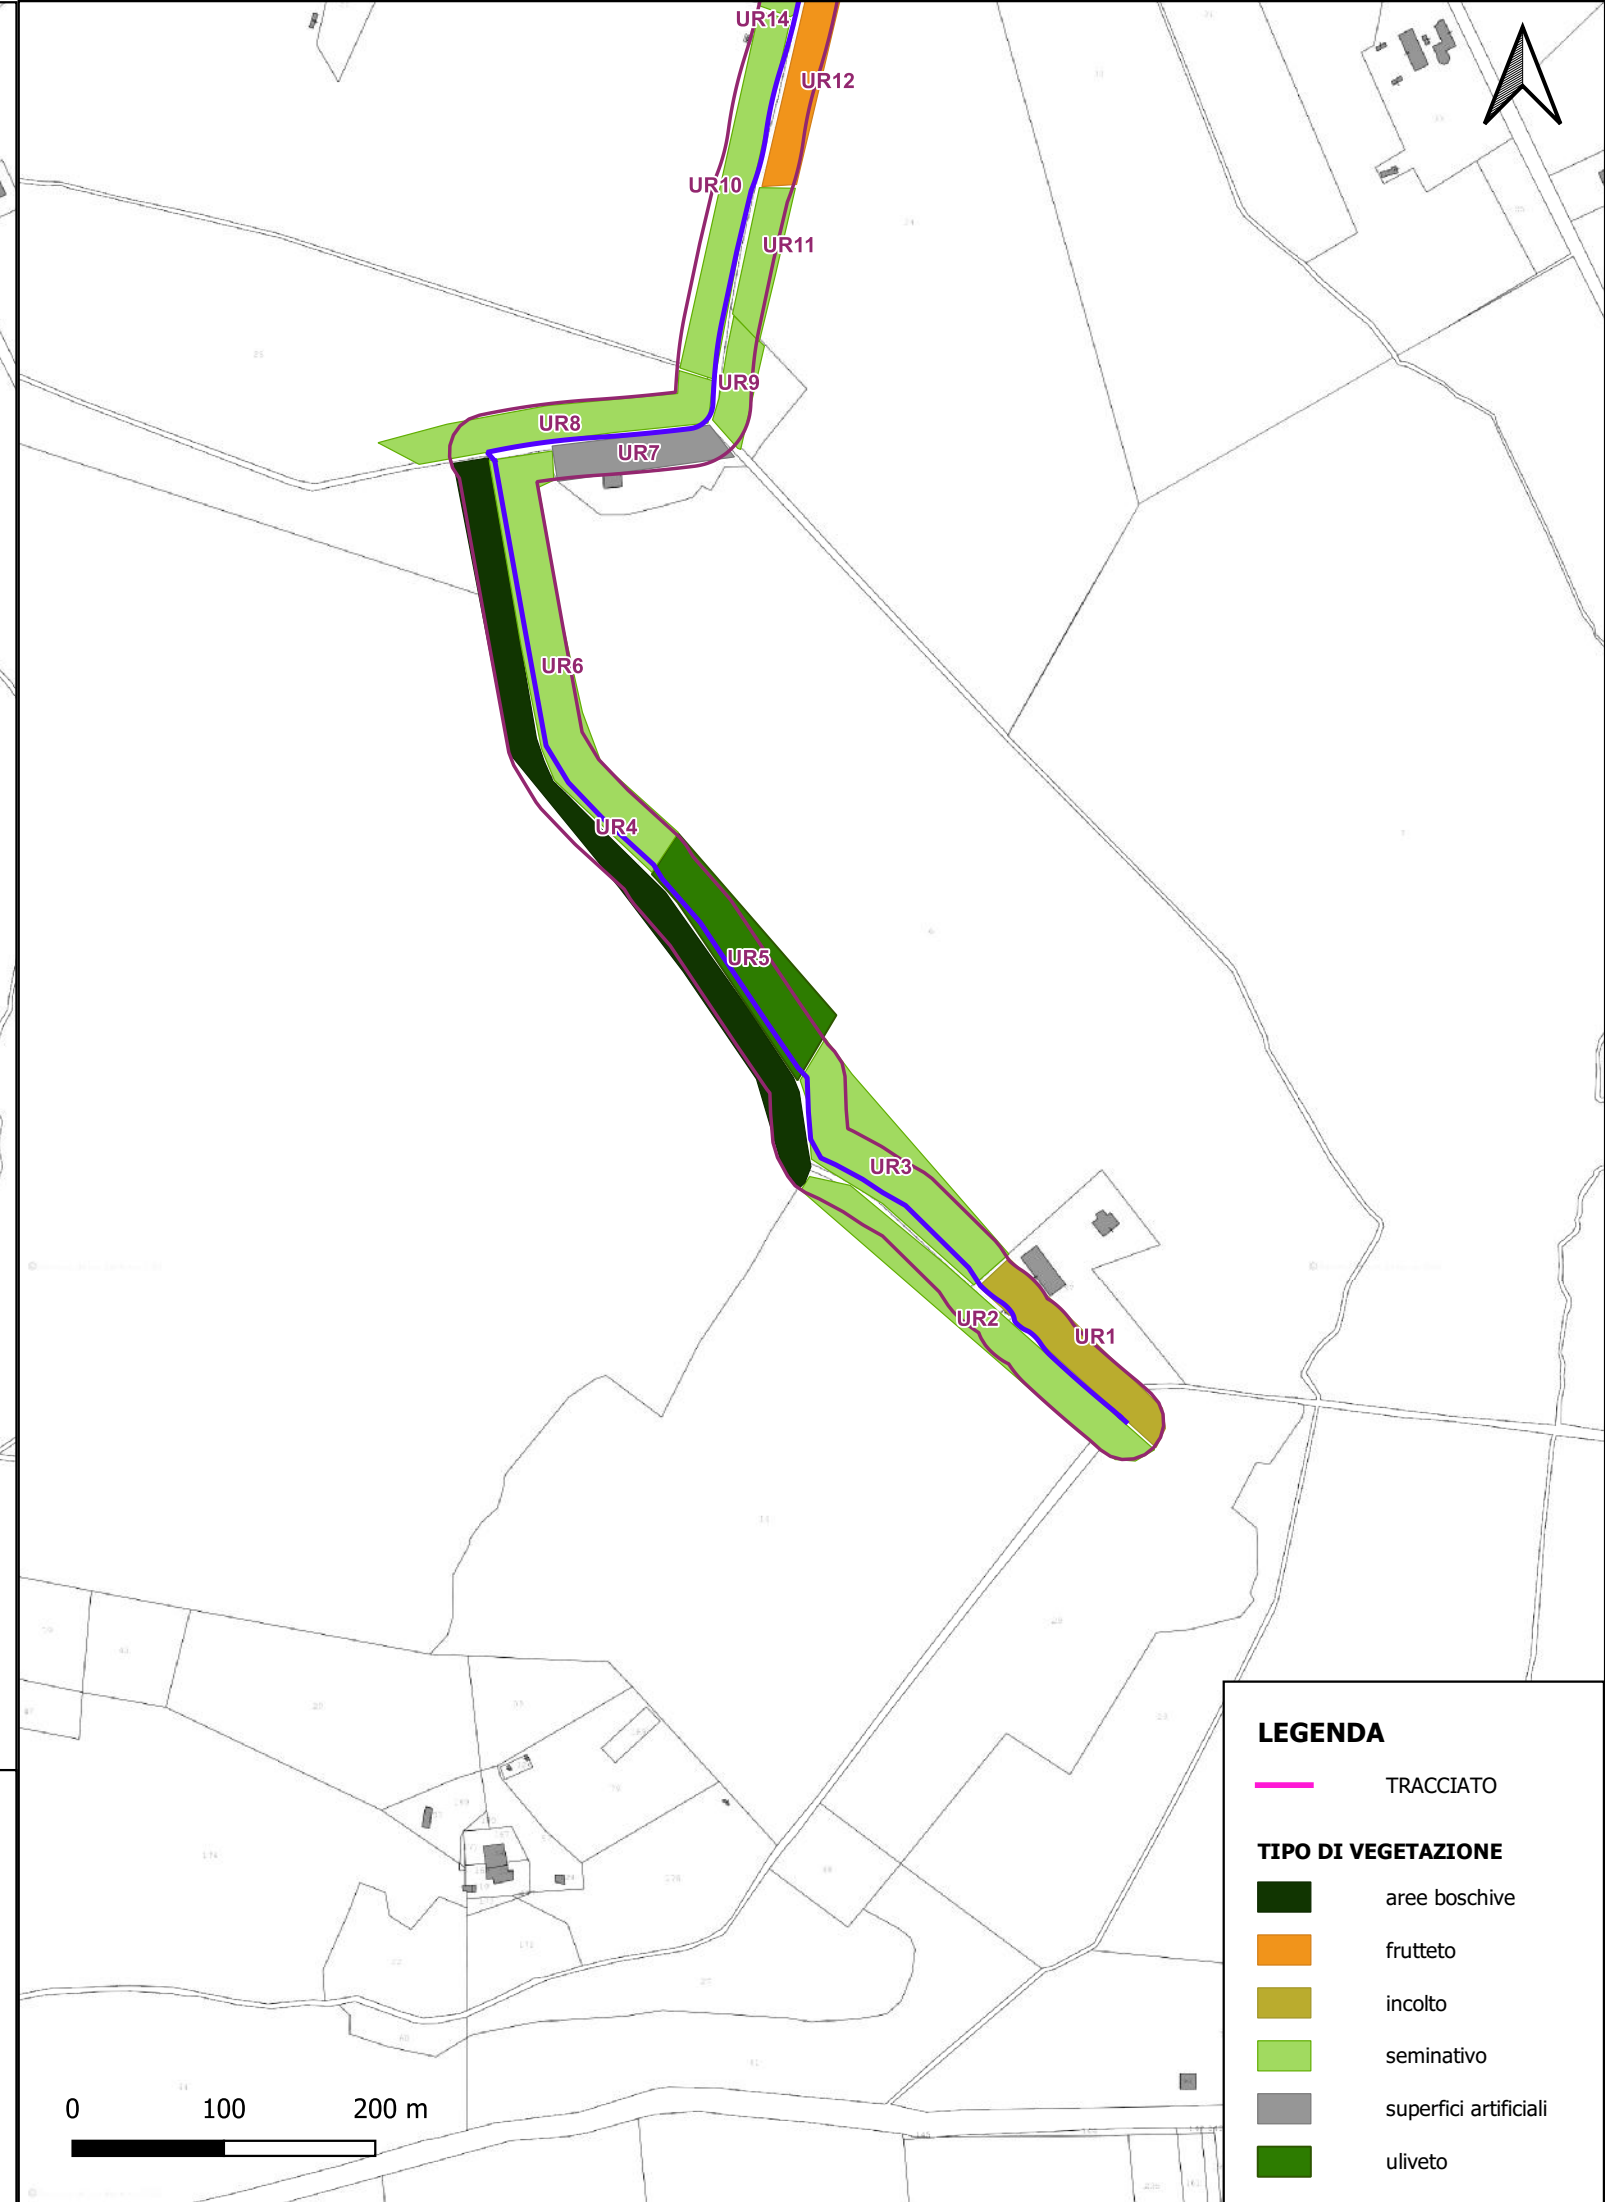 UR14
UR12
UR10
UR11
UR9
UR8
UR7
UR6
UR4
UR5
UR3
UR2
UR1
LEGENDA
TRACCIATO
TIPO DI VEGETAZIONE
aree boschive
frutteto
incolto
seminativo
superfici artificiali
uliveto
0 100 200 m